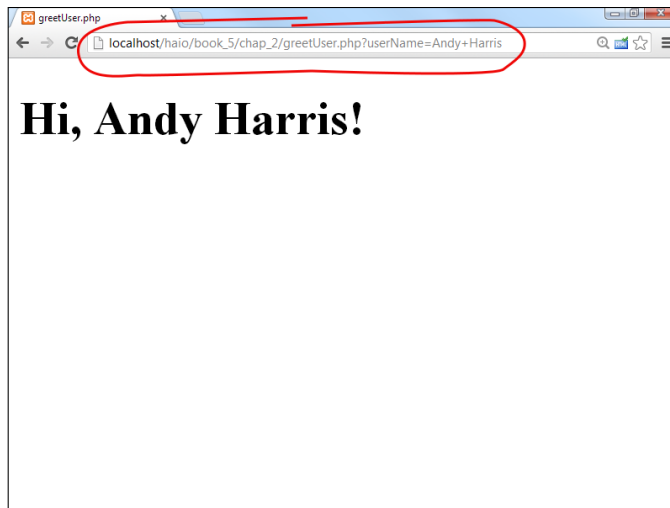 greetUser.php
localhost/haio/book_5/chap_2/greetUser.php?userName=Andy+Harris
Hi, Andy Harris!